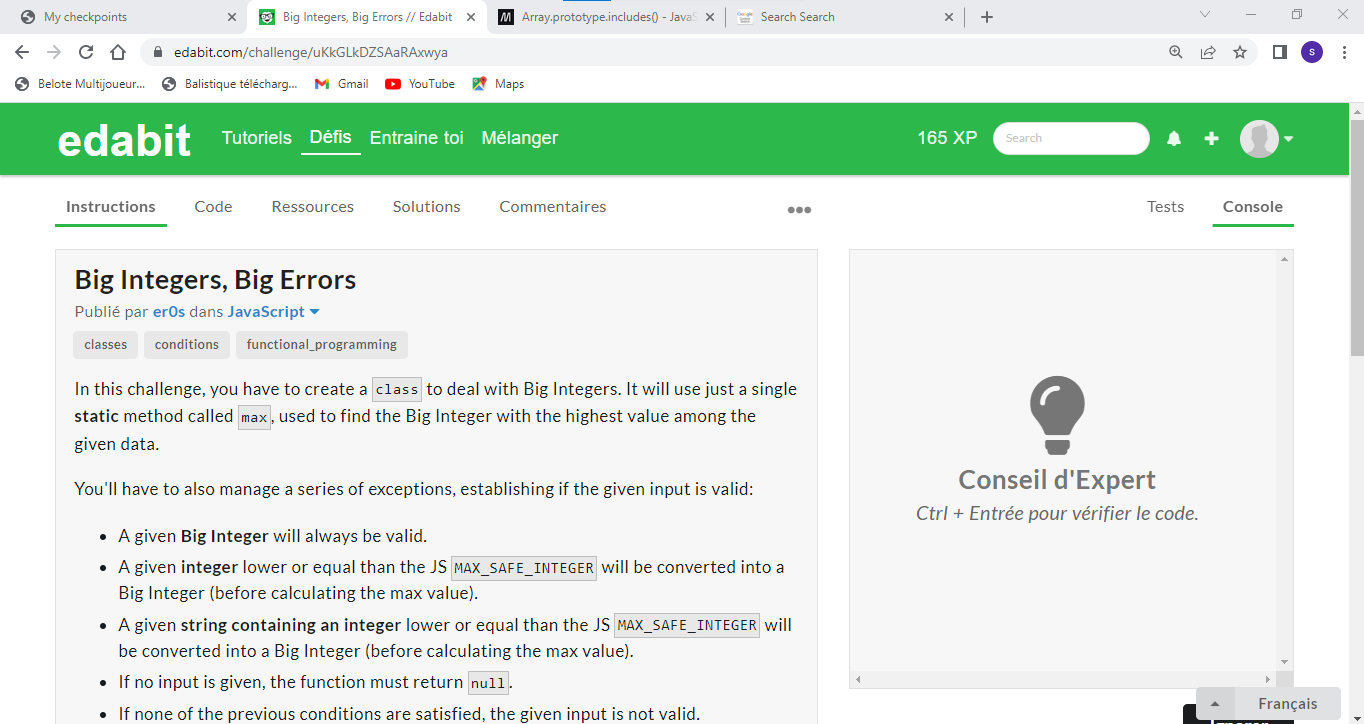 My checkpoints
Big Integers, Big Errors // Edabit
Array.prototype.includes() - JavaS
Search Search
edabit.com/challenge/uKkGLkDZSAaRAxwya
S
Belote Multijoueur...
Balistique télécharg...
Gmail
YouTube
Maps
edabit
Tutoriels
Défis
Entraine toi
Mélanger
165 XP
Search
Instructions
Code
Ressources
Solutions
Commentaires
Tests
Console
Big Integers, Big Errors
Publié par er0s dans JavaScript
classes
conditions
functional_programming
In this challenge, you have to create a class to deal with Big Integers. It will use just a single
static method called max, used to find the Big Integer with the highest value among the
given data.
You'll have to also manage a series of exceptions, establishing if the given input is valid:
• A given Big Integer will always be valid.
• A given integer lower or equal than the JS MAX_SAFE_INTEGER will be converted into a
Big Integer (before calculating the max value).
• A given string containing an integer lower or equal than the JS MAX_SAFE_INTEGER will
be converted into a Big Integer (before calculating the max value).
• If no input is given, the function must return null.
• If none of the previous conditions are satisfied, the given input is not valid.
Conseil d'Expert
Ctrl + Entrée pour vérifier le code.
Français